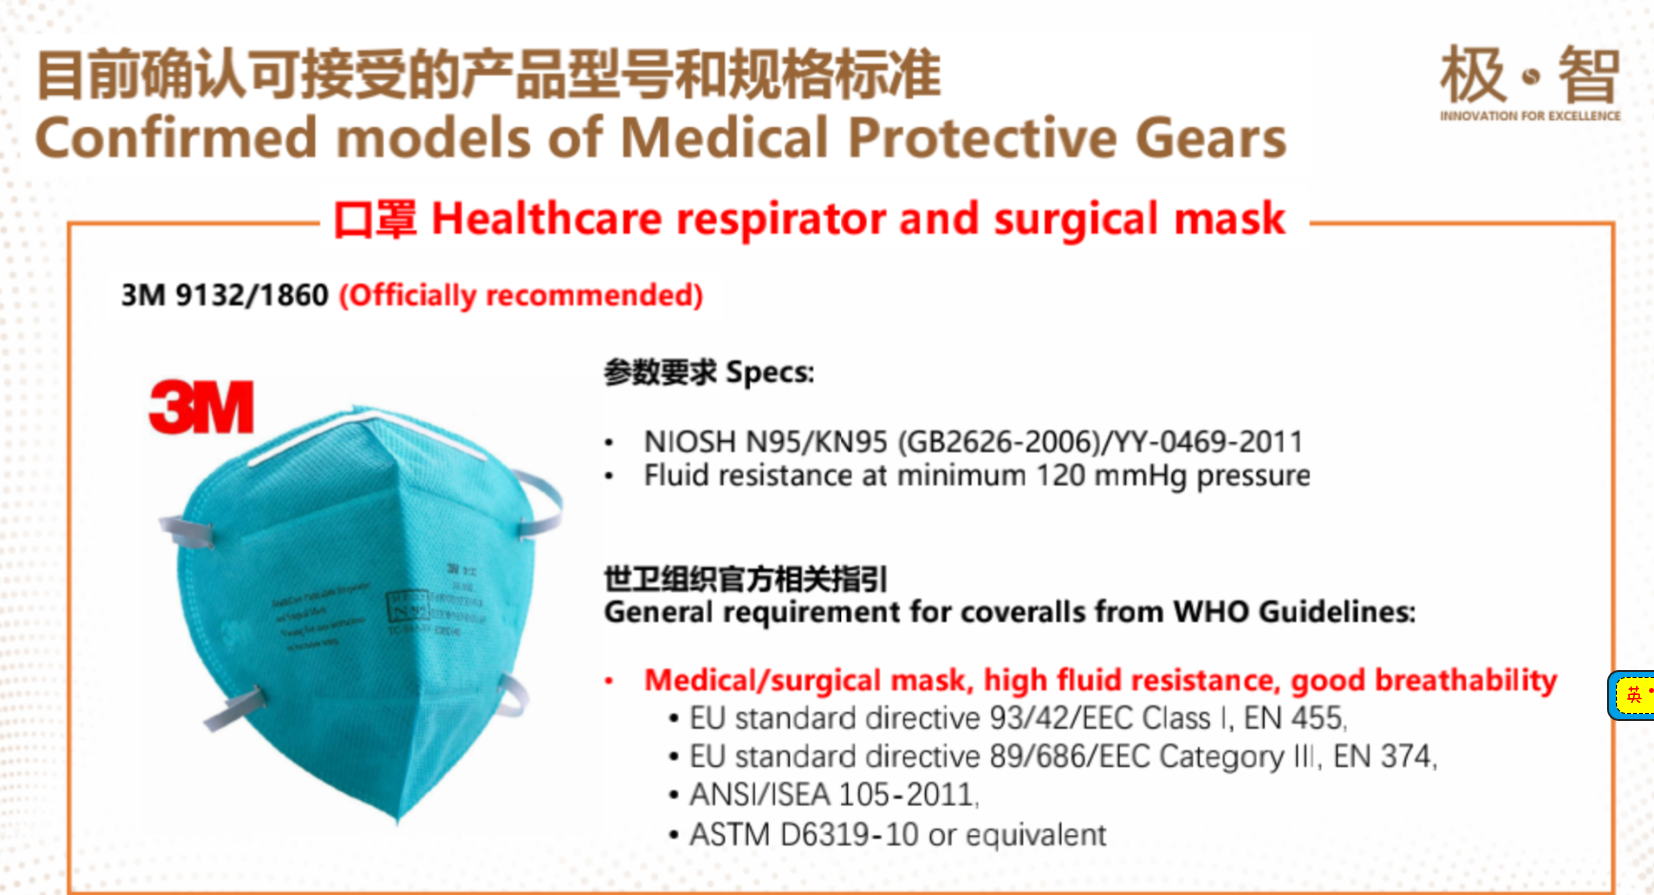 目前确认可接受的产品型号和规格标准
Confirmed models of Medical Protective Gears
极·智
INNOVATION FOR EXCELLENCE
口罩 Healthcare respirator and surgical mask
3M 9132/1860 (Officially recommended)
3M
参数要求 Specs:
• NIOSH N95/KN95 (GB2626-2006)/YY-0469-2011
• Fluid resistance at minimum 120 mmHg pressure
世卫组织官方相关指引
General requirement for coveralls from WHO Guidelines:
• Medical/surgical mask, high fluid resistance, good breathability
• EU standard directive 93/42/EEC Class I, EN 455,
• EU standard directive 89/686/EEC Category III, EN 374,
• ANSI/ISEA 105-2011,
• ASTM D6319-10 or equivalent
英